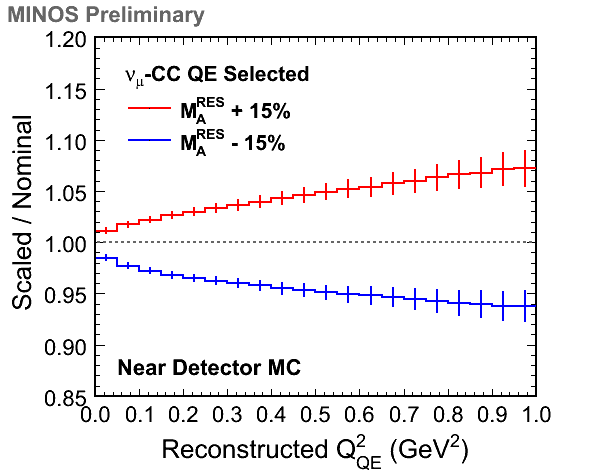 MINOS Preliminary
1.20
1.15
1.10
1.05
1.00
0.95
0.90
0.85
Scaled / Nominal
νμ-CC QE Selected
M_A^RES + 15%
M_A^RES - 15%
Near Detector MC
0.0 0.1 0.2 0.3 0.4 0.5 0.6 0.7 0.8 0.9 1.0
Reconstructed Q²_QE (GeV²)